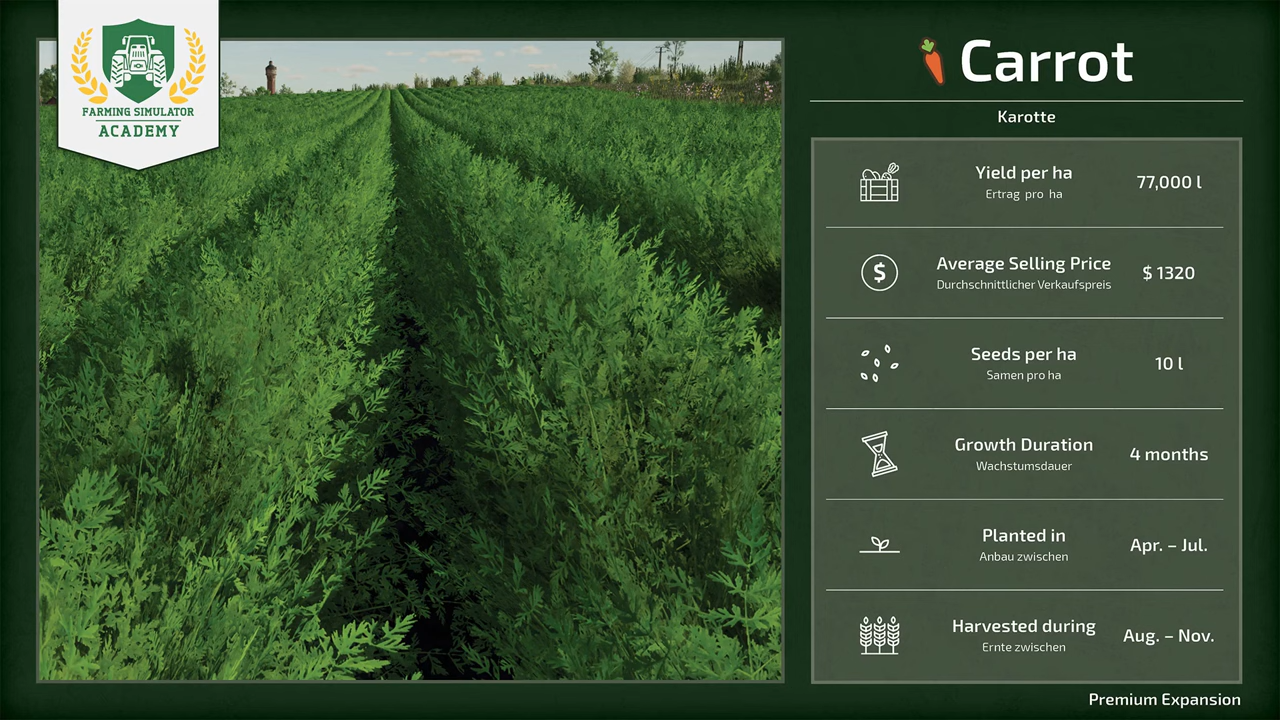 FARMING SIMULATOR
ACADEMY
Carrot
Karotte
Yield per ha
Ertrag pro ha
77,000 l
Average Selling Price
Durchschnittlicher Verkaufspreis
$ 1320
Seeds per ha
Samen pro ha
10 l
Growth Duration
Wachstumsdauer
4 months
Planted in
Anbau zwischen
Apr. – Jul.
Harvested during
Ernte zwischen
Aug. – Nov.
Premium Expansion